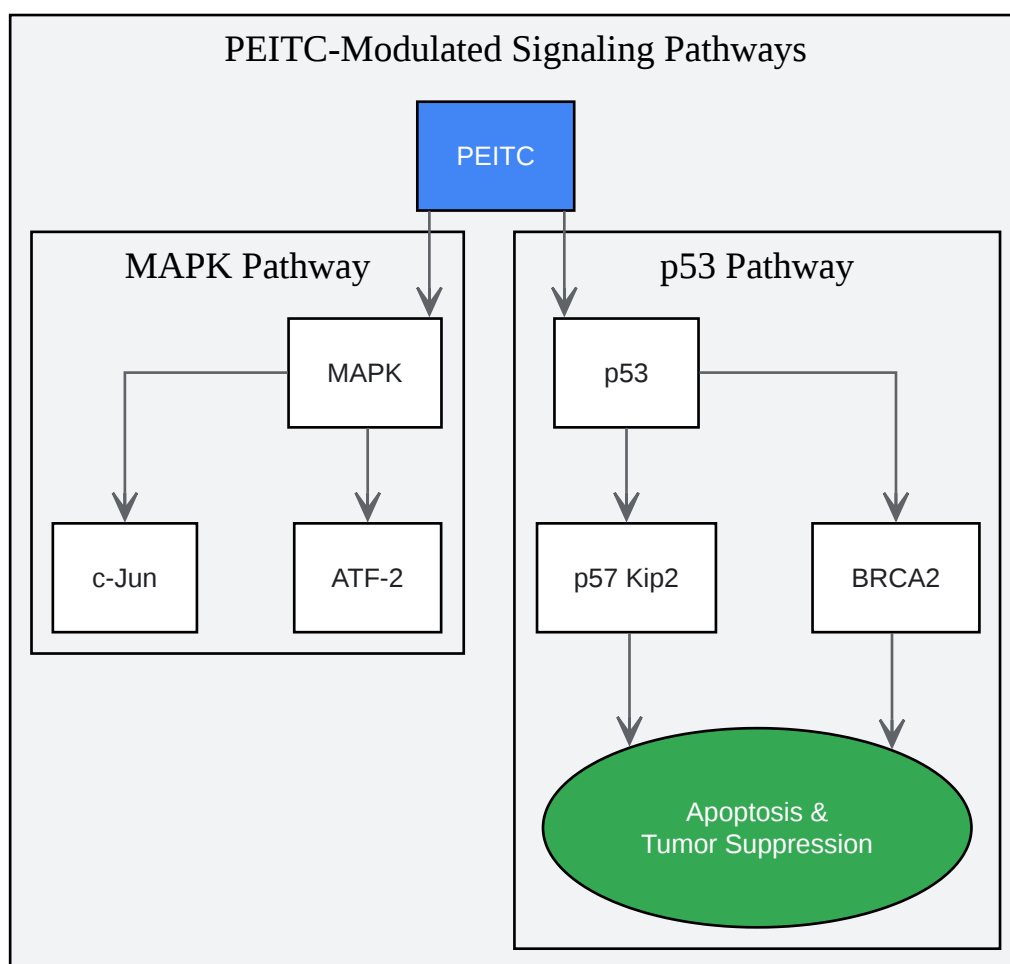 PEITC-Modulated Signaling Pathways
PEITC
MAPK Pathway
p53 Pathway
MAPK
p53
c-Jun
ATF-2
p57 Kip2
BRCA2
Apoptosis &
Tumor Suppression